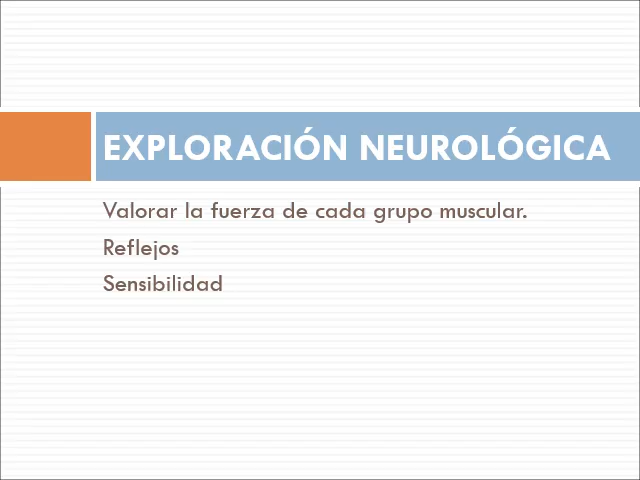 EXPLORACIÓN NEUROLÓGICA
Valorar la fuerza de cada grupo muscular.
Reflejos
Sensibilidad